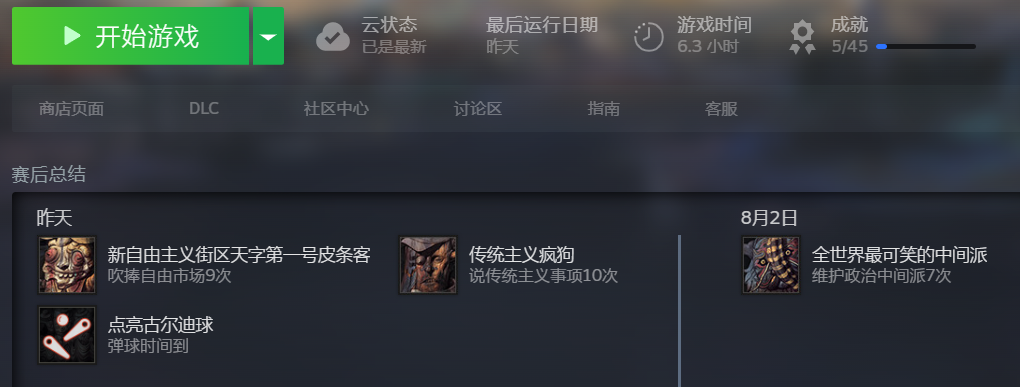 开始游戏
云状态
已是最新
最后运行日期
昨天
游戏时间
6.3 小时
成就
5/45
商店页面
DLC
社区中心
讨论区
指南
客服
赛后总结
昨天
新自由主义街区天字第一号皮条客
吹捧自由市场9次
传统主义疯狗
说传统主义事项10次
点亮古尔迪球
弹球时间到
8月2日
全世界最可笑的中间派
维护政治中间派7次